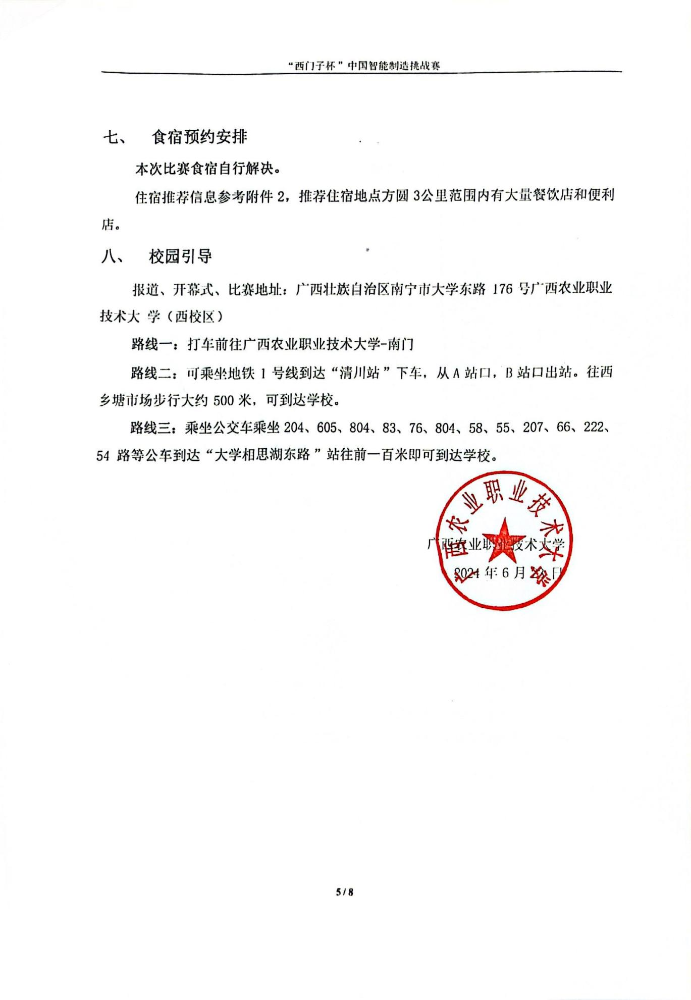 “西门子杯”中国智能制造挑战赛
七、 食宿预约安排
本次比赛食宿自行解决。
住宿推荐信息参考附件 2，推荐住宿地点方圆 3公里范围内有大量餐饮店和便利
店。
八、 校园引导
报道、开幕式、比赛地址：广西壮族自治区南宁市大学东路 176 号广西农业职业
技术大 学（西校区）
路线一：打车前往广西农业职业技术大学-南门
路线二：可乘坐地铁 1 号线到达“清川站”下车，从 A 站口，B 站口出站。往西
乡塘市场步行大约 500 米，可到达学校。
路线三：乘坐公交车乘坐 204、605、804、83、76、804、58、55、207、66、222、
54 路等公车到达“大学相思湖东路”站往前一百米即可到达学校。
广西农业职业技术大学
广西农业职业技术大学
2024 年 6 月 日
5 / 8